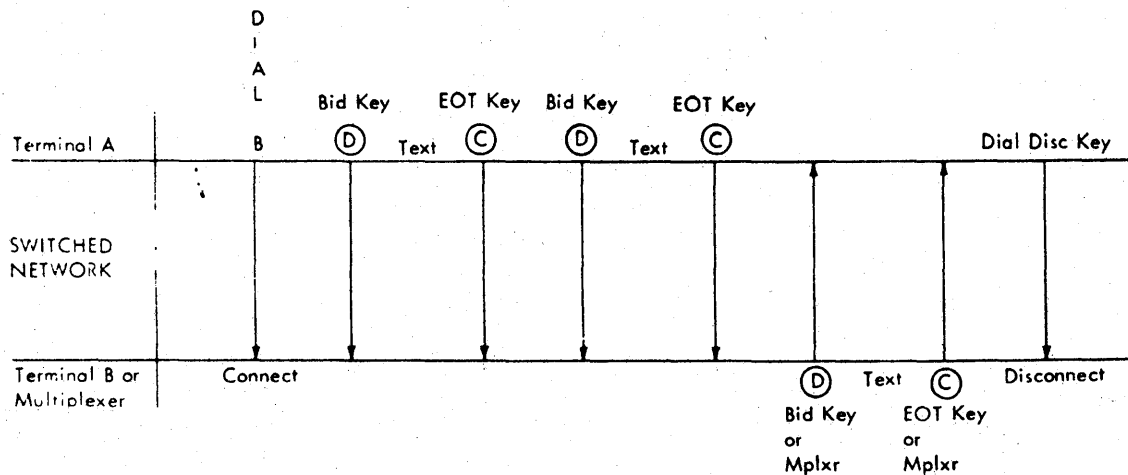 D
I
A
L
Bid Key EOT Key Bid Key EOT Key
Terminal A B D Text C D Text C Dial Disc Key
SWITCHED
NETWORK
Terminal B or Connect D Text C Disconnect
Multiplexer Bid Key EOT Key
or or
Mplxr Mplxr